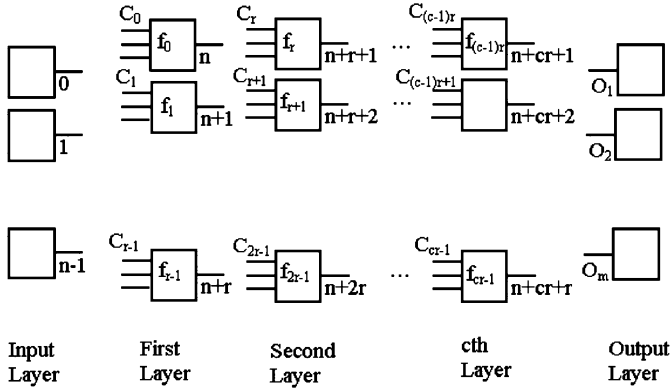 C0 Cr C(c-1)r
f0 fr f(c-1)r
0 n n+r+1 … n+cr+1 O1
C1 Cr+1 C(c-1)r+1
f1 fr+1 …
1 n+1 n+r+2 n+cr+2 O2
Cr-1 C2r-1 Ccr-1
fr-1 f2r-1 … fcr-1
n-1 n+r n+2r n+cr+r Om
Input Layer
First Layer
Second Layer
cth Layer
Output Layer